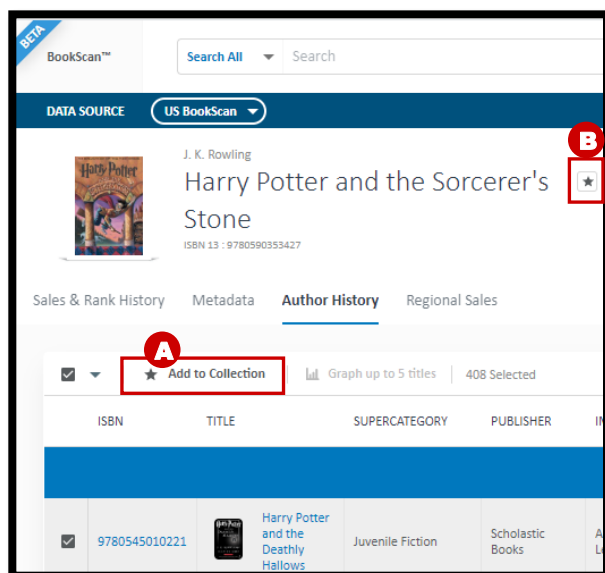 BETA
BookScan™
Search All
Search
DATA SOURCE
US BookScan
B
J. K. Rowling
Harry Potter and the Sorcerer's
Stone
ISBN 13 : 9780590353427
Harry Potter
Sales & Rank History Metadata Author History Regional Sales
A
Add to Collection Graph up to 5 titles 408 Selected
ISBN TITLE SUPERCATEGORY PUBLISHER
9780545010221
Harry Potter
and the
Deathly
Hallows
Juvenile Fiction
Scholastic
Books